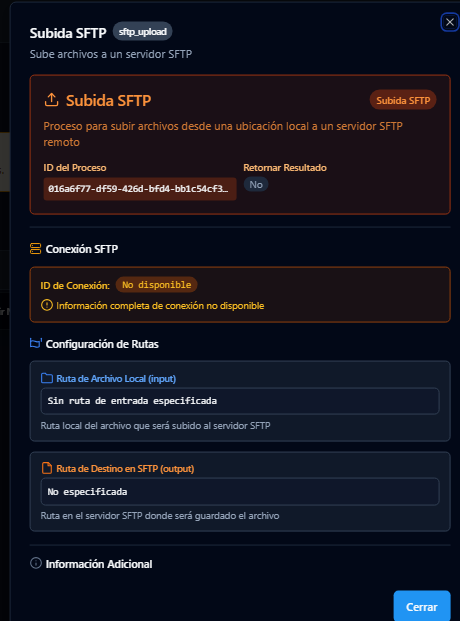 Subida SFTP sftp_upload
Sube archivos a un servidor SFTP
Subida SFTP Subida SFTP
Proceso para subir archivos desde una ubicación local a un servidor SFTP
remoto
ID del Proceso Retornar Resultado
016a6f77-df59-426d-bfd4-bb1c54cf3… No
Conexión SFTP
ID de Conexión: No disponible
Información completa de conexión no disponible
Configuración de Rutas
Ruta de Archivo Local (input)
Sin ruta de entrada especificada
Ruta local del archivo que será subido al servidor SFTP
Ruta de Destino en SFTP (output)
No especificada
Ruta en el servidor SFTP donde será guardado el archivo
Información Adicional
Cerrar